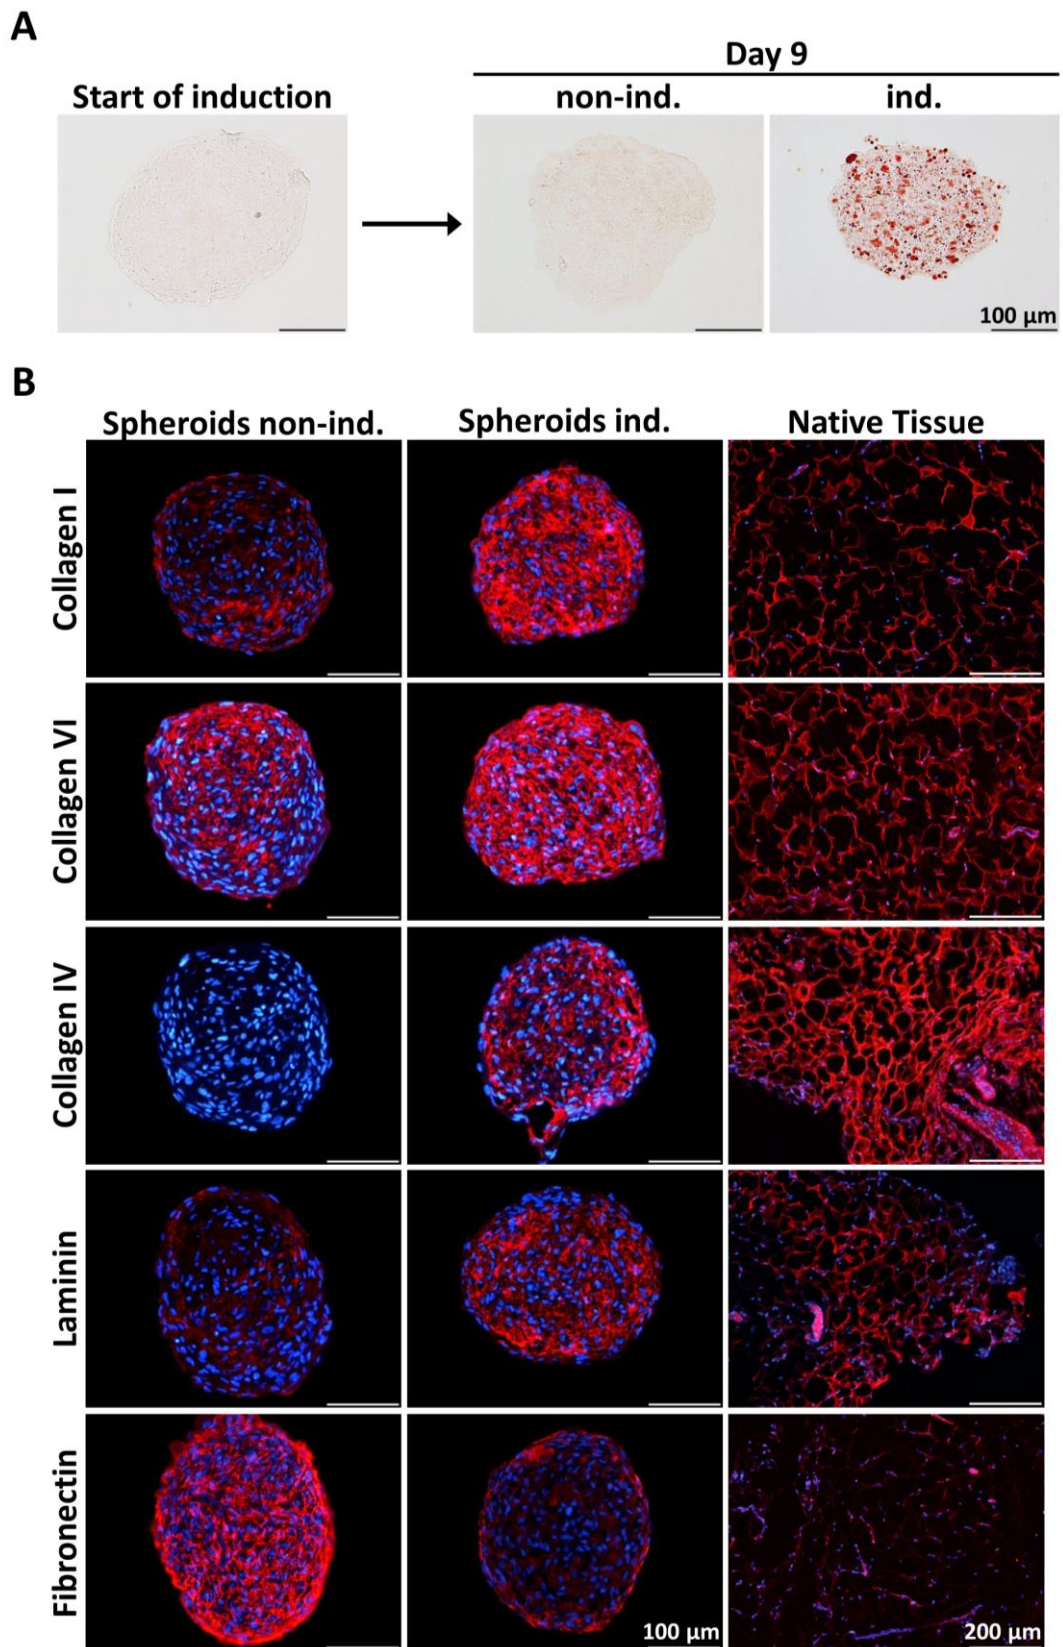 A
Day 9
Start of induction
non-ind.
ind.
100 µm
B
Spheroids non-ind.
Spheroids ind.
Native Tissue
Collagen I
Collagen VI
Collagen IV
Laminin
Fibronectin
100 µm
200 µm